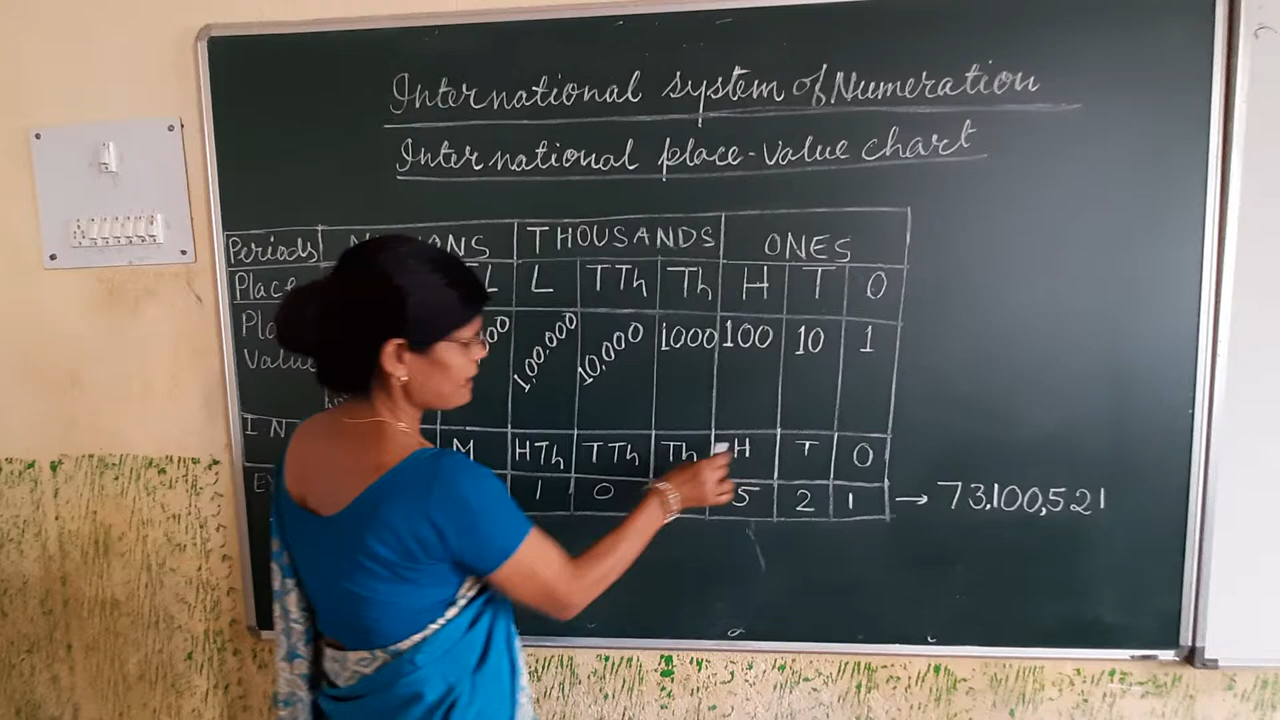 International system of Numeration
International place-value chart
Periods THOUSANDS ONES
Place L L TTh Th H T O
1,00,000 10,000 1000 100 10 1
Value
M HTh TTh Th H T O
1 0 5 2 1 → 73,100,521